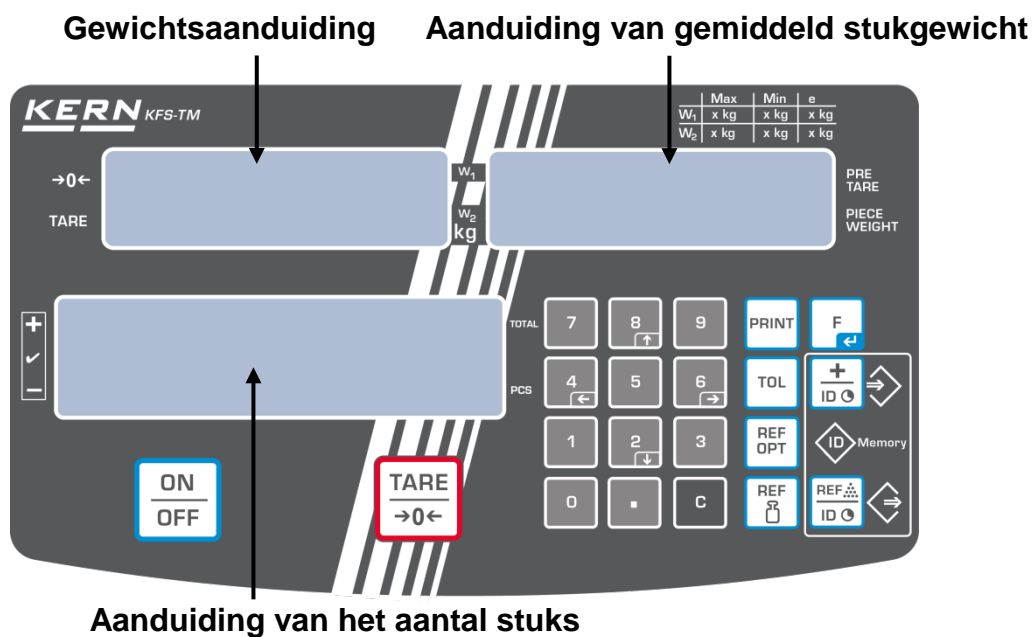 Gewichtsaanduiding
Aanduiding van gemiddeld stukgewicht
KERN KFS-TM
Max Min e
W1 x kg x kg x kg
W2 x kg x kg x kg
→0←
TARE
W1
W2
kg
PRE
TARE
PIECE
WEIGHT
+
✓
−
TOTAL
PCS
7 8 ↑ 9 PRINT F ↵
4 ← 5 6 → TOL + ID
1 2 ↓ 3 REF OPT ID Memory
0 . C REF REF ID
ON
OFF
TARE
→0←
Aanduiding van het aantal stuks